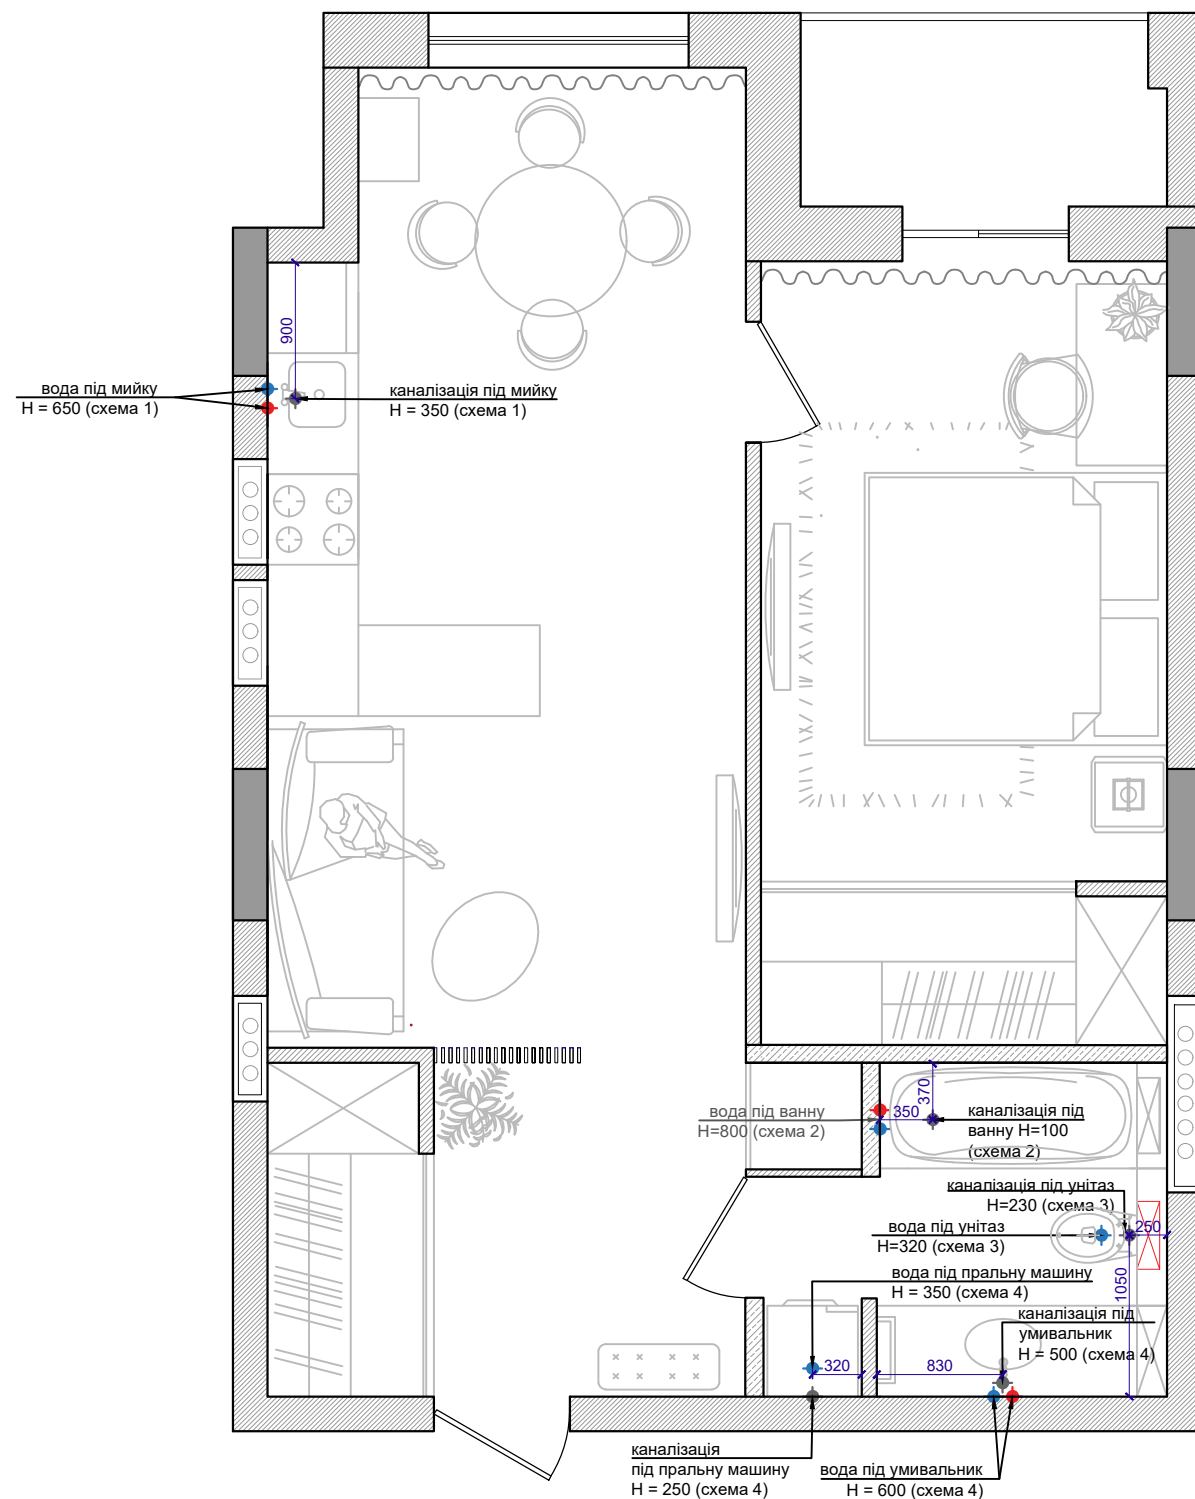 900
вода під мийку
H = 650 (схема 1)
каналізація під мийку
H = 350 (схема 1)
370
вода під ванну
H=800 (схема 2)
350
каналізація під
ванну H=100
(схема 2)
каналізація під унітаз
H=230 (схема 3)
вода під унітаз
H=320 (схема 3)
250
вода під пральну машину
H = 350 (схема 4)
1050
каналізація під
умивальник
H = 500 (схема 4)
320
830
каналізація
під пральну машину
H = 250 (схема 4)
вода під умивальник
H = 600 (схема 4)